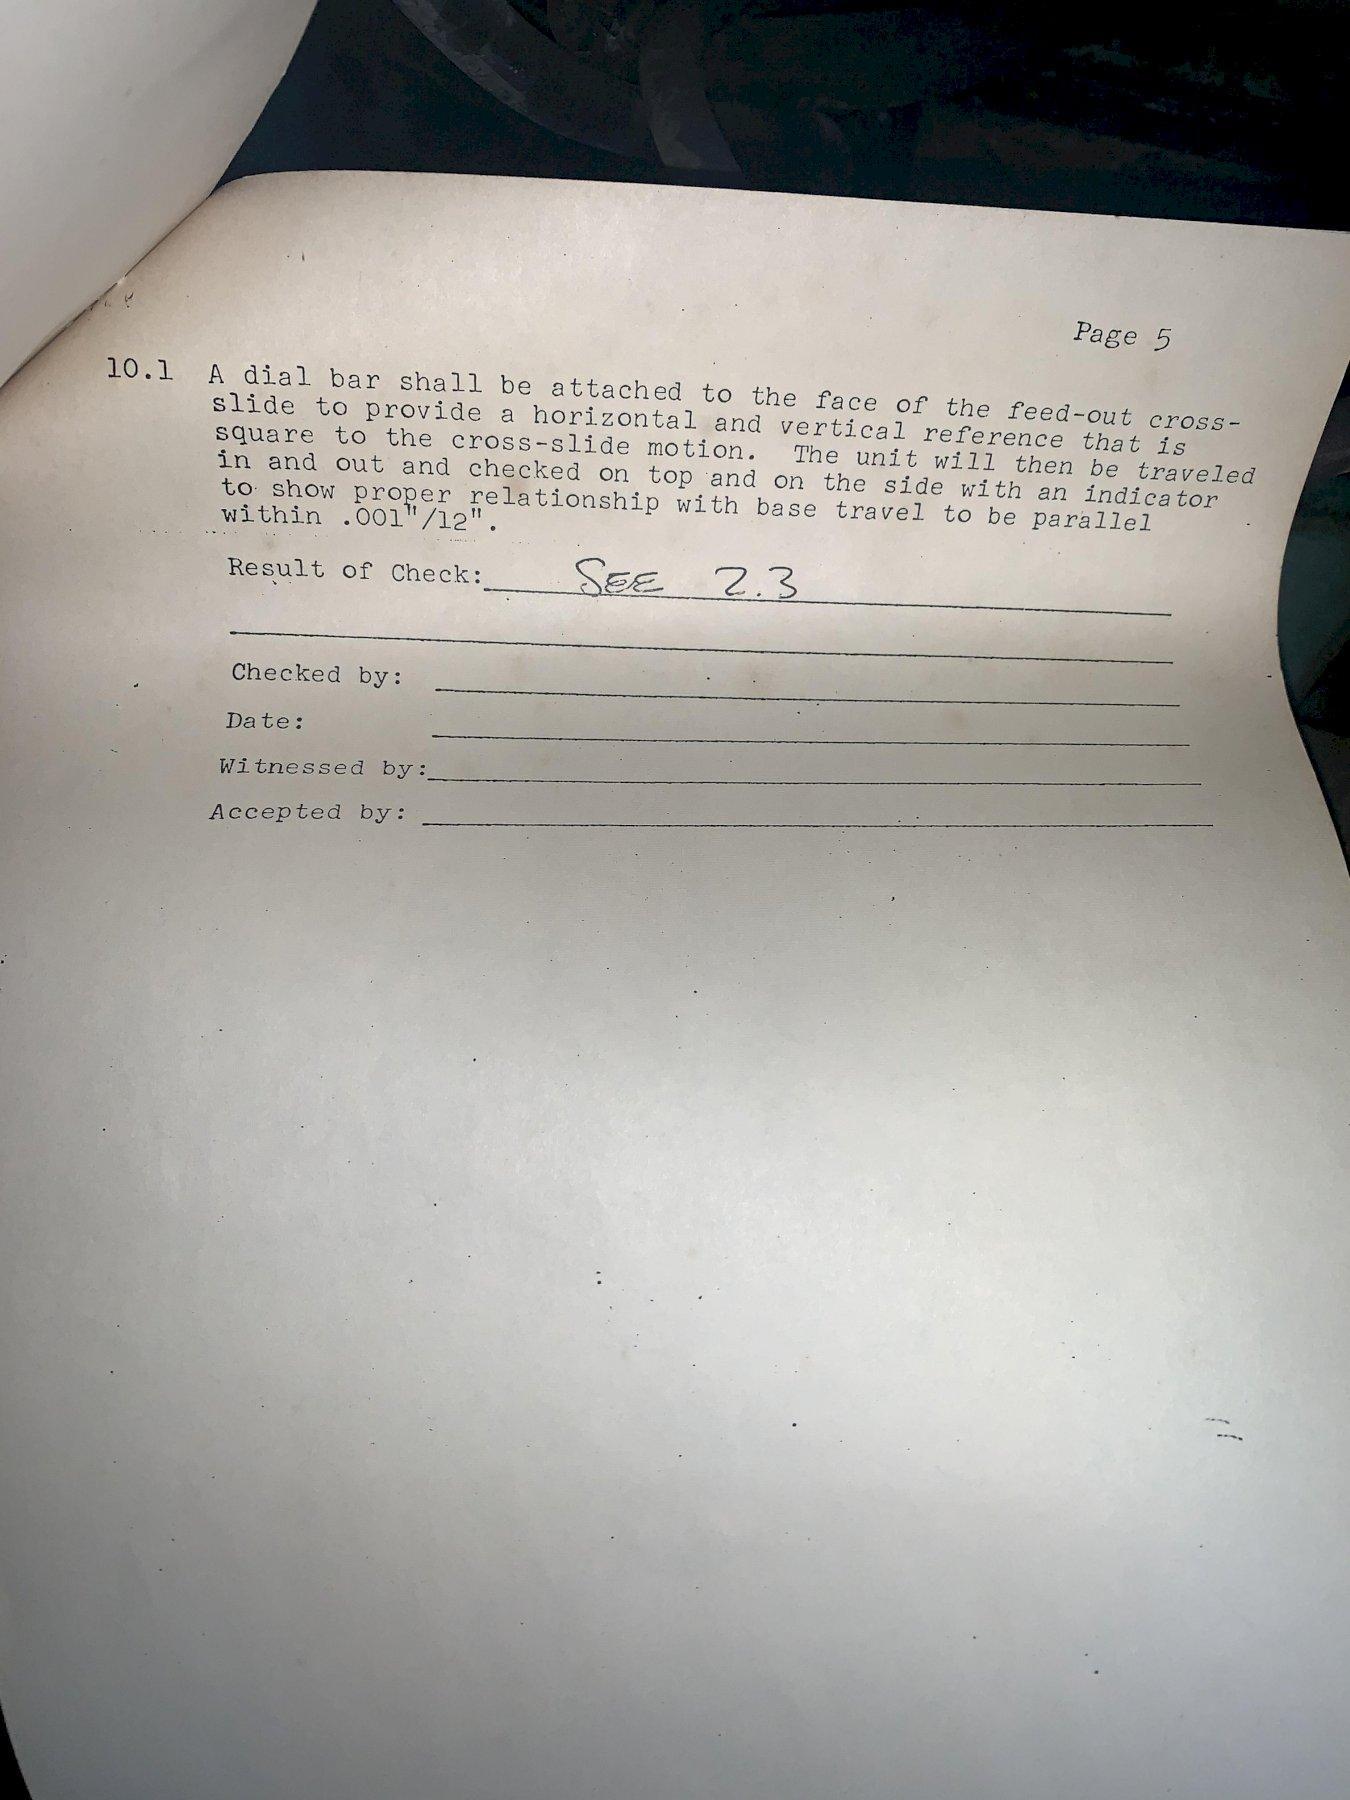 Page 5
10.1 A dial bar shall be attached to the face of the feed-out cross-
slide to provide a horizontal and vertical reference that is
square to the cross-slide motion. The unit will then be traveled
in and out and checked on top and on the side with an indicator
to show proper relationship with base travel to be parallel
within .001"/12".
Result of Check: SEE 2.3
Checked by:
Date:
Witnessed by:
Accepted by: